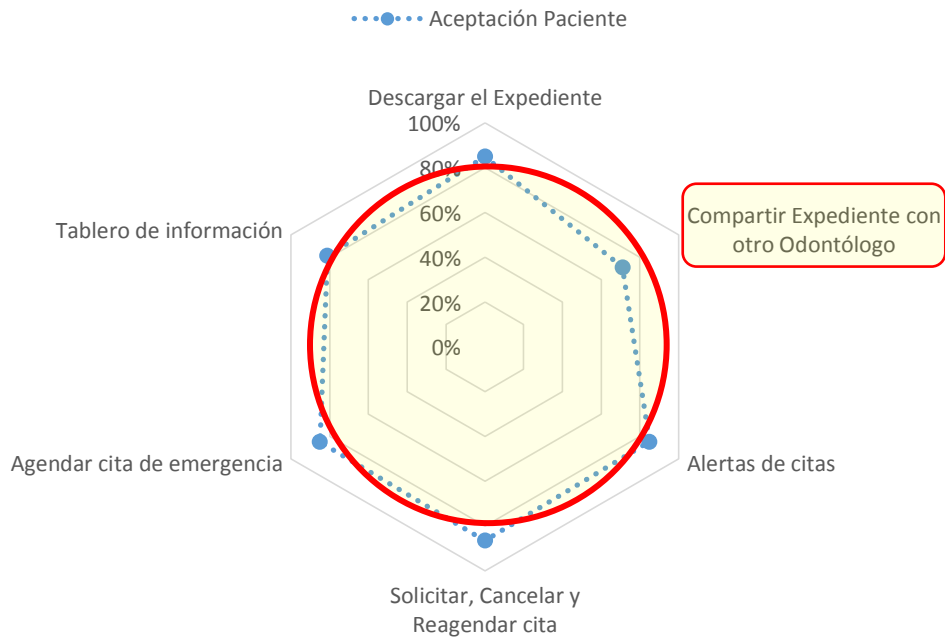 Aceptación Paciente
Descargar el Expediente
100%
80%
60%
40%
20%
0%
Compartir Expediente con
otro Odontólogo
Alertas de citas
Solicitar, Cancelar y
Reagendar cita
Agendar cita de emergencia
Tablero de información